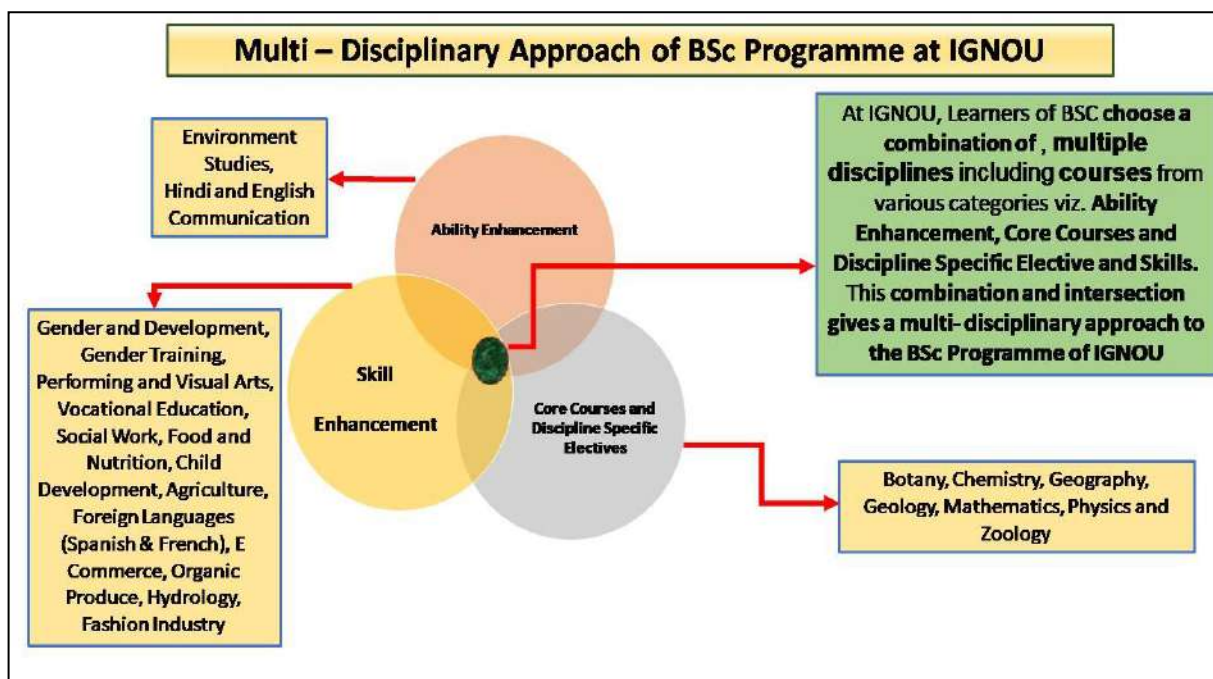 Multi – Disciplinary Approach of BSc Programme at IGNOU
Environment
Studies,
Hindi and English
Communication
Ability Enhancement
At IGNOU, Learners of BSC choose a
combination of , multiple
disciplines including courses from
various categories viz. Ability
Enhancement, Core Courses and
Discipline Specific Elective and Skills.
This combination and intersection
gives a multi- disciplinary approach to
the BSc Programme of IGNOU
Gender and Development,
Gender Training,
Performing and Visual Arts,
Vocational Education,
Social Work, Food and
Nutrition, Child
Development, Agriculture,
Foreign Languages
(Spanish & French), E
Commerce, Organic
Produce, Hydrology,
Fashion Industry
Skill
Enhancement
Core Courses and
Discipline Specific
Electives
Botany, Chemistry, Geography,
Geology, Mathematics, Physics and
Zoology